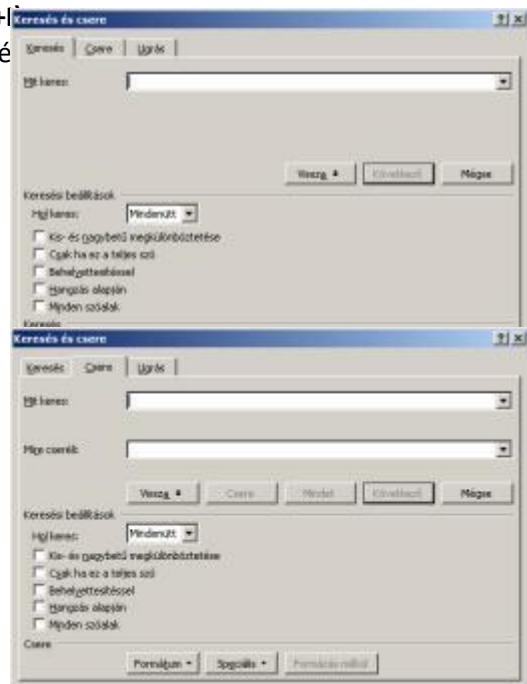 Keresés és csere
Keresés Csere Ugrás
é
Mit keres:
Vissza Következő Mégse
Keresési beállítások
Hol keres: Mindenütt
Kis- és nagybetű megkülönböztetése
Csak ha ez a teljes szó
Behelyettesítéssel
Hangzás alapján
Minden szóalak
Keresés
Keresés és csere
Keresés Csere Ugrás
Mit keres:
Mire cseréli:
Vissza Csere Mindet Következő Mégse
Keresési beállítások
Hol keres: Mindenütt
Kis- és nagybetű megkülönböztetése
Csak ha ez a teljes szó
Behelyettesítéssel
Hangzás alapján
Minden szóalak
Csere
Formátum Speciális Formázás nélkül